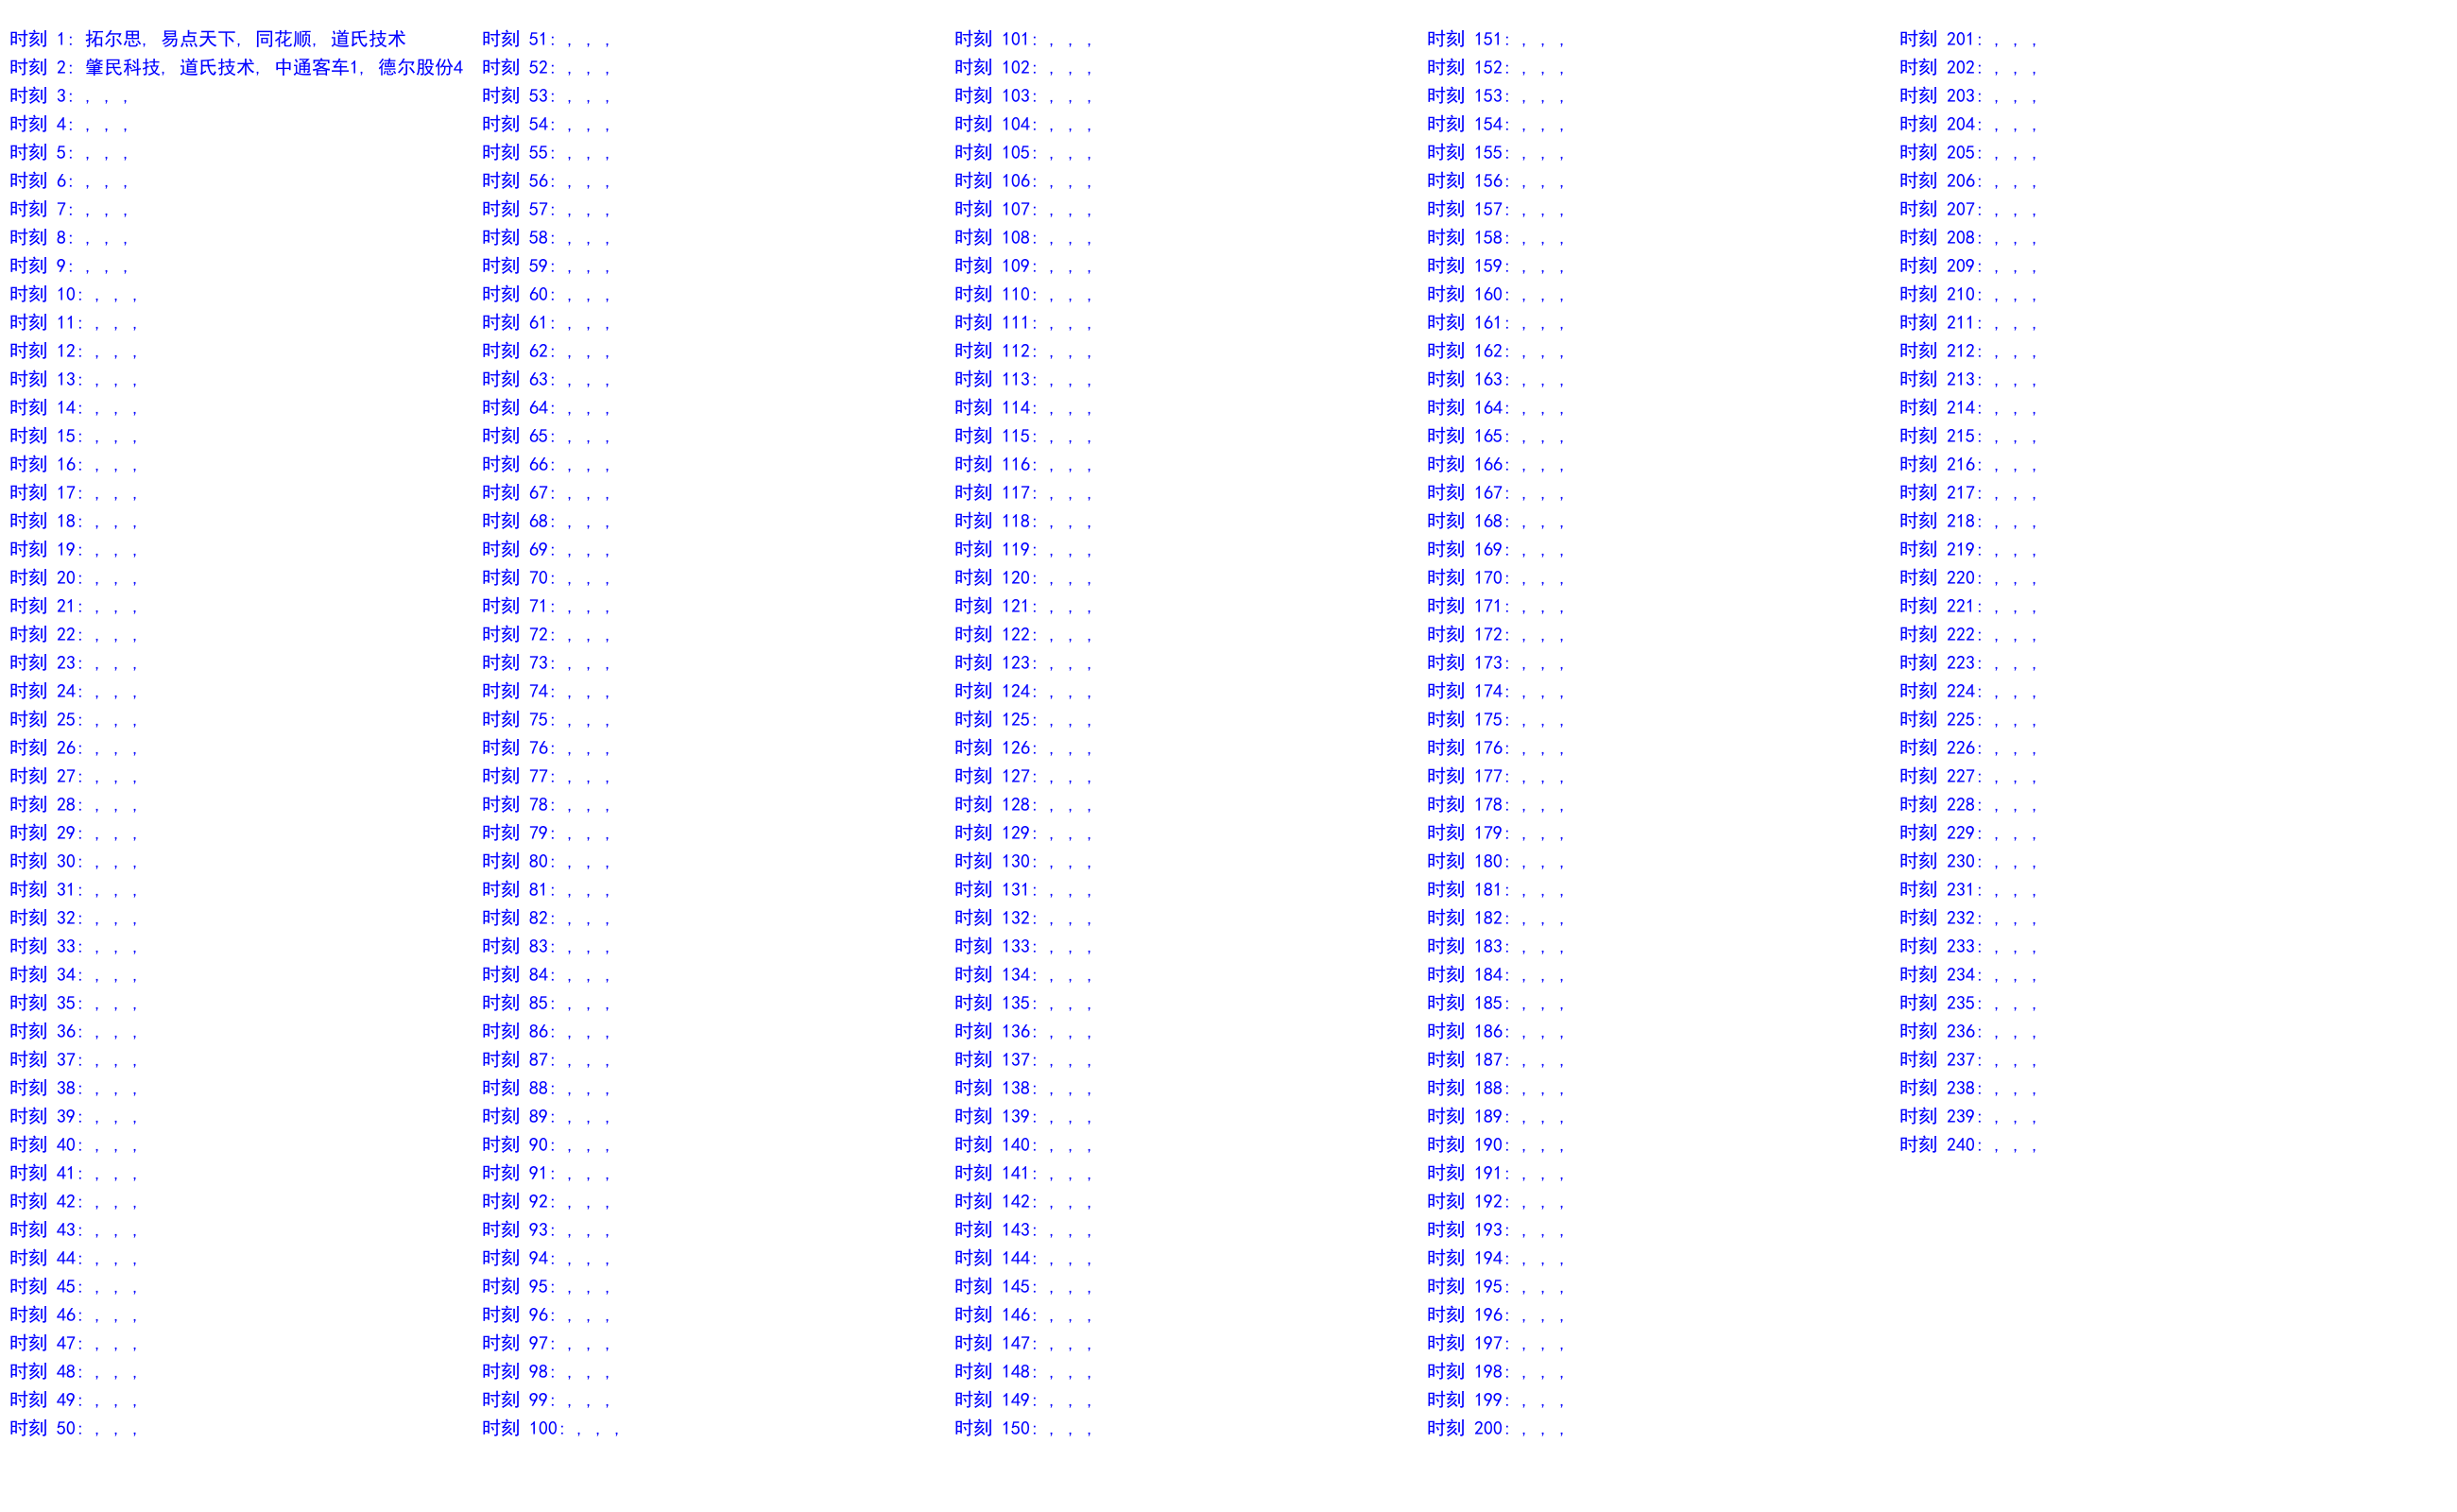 时刻 1: 拓尔思, 易点天下, 同花顺, 道氏技术
时刻 2: 肇民科技, 道氏技术, 中通客车1, 德尔股份4
时刻 3: , , ,
时刻 4: , , ,
时刻 5: , , ,
时刻 6: , , ,
时刻 7: , , ,
时刻 8: , , ,
时刻 9: , , ,
时刻 10: , , ,
时刻 11: , , ,
时刻 12: , , ,
时刻 13: , , ,
时刻 14: , , ,
时刻 15: , , ,
时刻 16: , , ,
时刻 17: , , ,
时刻 18: , , ,
时刻 19: , , ,
时刻 20: , , ,
时刻 21: , , ,
时刻 22: , , ,
时刻 23: , , ,
时刻 24: , , ,
时刻 25: , , ,
时刻 26: , , ,
时刻 27: , , ,
时刻 28: , , ,
时刻 29: , , ,
时刻 30: , , ,
时刻 31: , , ,
时刻 32: , , ,
时刻 33: , , ,
时刻 34: , , ,
时刻 35: , , ,
时刻 36: , , ,
时刻 37: , , ,
时刻 38: , , ,
时刻 39: , , ,
时刻 40: , , ,
时刻 41: , , ,
时刻 42: , , ,
时刻 43: , , ,
时刻 44: , , ,
时刻 45: , , ,
时刻 46: , , ,
时刻 47: , , ,
时刻 48: , , ,
时刻 49: , , ,
时刻 50: , , ,
时刻 51: , , ,
时刻 52: , , ,
时刻 53: , , ,
时刻 54: , , ,
时刻 55: , , ,
时刻 56: , , ,
时刻 57: , , ,
时刻 58: , , ,
时刻 59: , , ,
时刻 60: , , ,
时刻 61: , , ,
时刻 62: , , ,
时刻 63: , , ,
时刻 64: , , ,
时刻 65: , , ,
时刻 66: , , ,
时刻 67: , , ,
时刻 68: , , ,
时刻 69: , , ,
时刻 70: , , ,
时刻 71: , , ,
时刻 72: , , ,
时刻 73: , , ,
时刻 74: , , ,
时刻 75: , , ,
时刻 76: , , ,
时刻 77: , , ,
时刻 78: , , ,
时刻 79: , , ,
时刻 80: , , ,
时刻 81: , , ,
时刻 82: , , ,
时刻 83: , , ,
时刻 84: , , ,
时刻 85: , , ,
时刻 86: , , ,
时刻 87: , , ,
时刻 88: , , ,
时刻 89: , , ,
时刻 90: , , ,
时刻 91: , , ,
时刻 92: , , ,
时刻 93: , , ,
时刻 94: , , ,
时刻 95: , , ,
时刻 96: , , ,
时刻 97: , , ,
时刻 98: , , ,
时刻 99: , , ,
时刻 100: , , ,
时刻 101: , , ,
时刻 102: , , ,
时刻 103: , , ,
时刻 104: , , ,
时刻 105: , , ,
时刻 106: , , ,
时刻 107: , , ,
时刻 108: , , ,
时刻 109: , , ,
时刻 110: , , ,
时刻 111: , , ,
时刻 112: , , ,
时刻 113: , , ,
时刻 114: , , ,
时刻 115: , , ,
时刻 116: , , ,
时刻 117: , , ,
时刻 118: , , ,
时刻 119: , , ,
时刻 120: , , ,
时刻 121: , , ,
时刻 122: , , ,
时刻 123: , , ,
时刻 124: , , ,
时刻 125: , , ,
时刻 126: , , ,
时刻 127: , , ,
时刻 128: , , ,
时刻 129: , , ,
时刻 130: , , ,
时刻 131: , , ,
时刻 132: , , ,
时刻 133: , , ,
时刻 134: , , ,
时刻 135: , , ,
时刻 136: , , ,
时刻 137: , , ,
时刻 138: , , ,
时刻 139: , , ,
时刻 140: , , ,
时刻 141: , , ,
时刻 142: , , ,
时刻 143: , , ,
时刻 144: , , ,
时刻 145: , , ,
时刻 146: , , ,
时刻 147: , , ,
时刻 148: , , ,
时刻 149: , , ,
时刻 150: , , ,
时刻 151: , , ,
时刻 152: , , ,
时刻 153: , , ,
时刻 154: , , ,
时刻 155: , , ,
时刻 156: , , ,
时刻 157: , , ,
时刻 158: , , ,
时刻 159: , , ,
时刻 160: , , ,
时刻 161: , , ,
时刻 162: , , ,
时刻 163: , , ,
时刻 164: , , ,
时刻 165: , , ,
时刻 166: , , ,
时刻 167: , , ,
时刻 168: , , ,
时刻 169: , , ,
时刻 170: , , ,
时刻 171: , , ,
时刻 172: , , ,
时刻 173: , , ,
时刻 174: , , ,
时刻 175: , , ,
时刻 176: , , ,
时刻 177: , , ,
时刻 178: , , ,
时刻 179: , , ,
时刻 180: , , ,
时刻 181: , , ,
时刻 182: , , ,
时刻 183: , , ,
时刻 184: , , ,
时刻 185: , , ,
时刻 186: , , ,
时刻 187: , , ,
时刻 188: , , ,
时刻 189: , , ,
时刻 190: , , ,
时刻 191: , , ,
时刻 192: , , ,
时刻 193: , , ,
时刻 194: , , ,
时刻 195: , , ,
时刻 196: , , ,
时刻 197: , , ,
时刻 198: , , ,
时刻 199: , , ,
时刻 200: , , ,
时刻 201: , , ,
时刻 202: , , ,
时刻 203: , , ,
时刻 204: , , ,
时刻 205: , , ,
时刻 206: , , ,
时刻 207: , , ,
时刻 208: , , ,
时刻 209: , , ,
时刻 210: , , ,
时刻 211: , , ,
时刻 212: , , ,
时刻 213: , , ,
时刻 214: , , ,
时刻 215: , , ,
时刻 216: , , ,
时刻 217: , , ,
时刻 218: , , ,
时刻 219: , , ,
时刻 220: , , ,
时刻 221: , , ,
时刻 222: , , ,
时刻 223: , , ,
时刻 224: , , ,
时刻 225: , , ,
时刻 226: , , ,
时刻 227: , , ,
时刻 228: , , ,
时刻 229: , , ,
时刻 230: , , ,
时刻 231: , , ,
时刻 232: , , ,
时刻 233: , , ,
时刻 234: , , ,
时刻 235: , , ,
时刻 236: , , ,
时刻 237: , , ,
时刻 238: , , ,
时刻 239: , , ,
时刻 240: , , ,